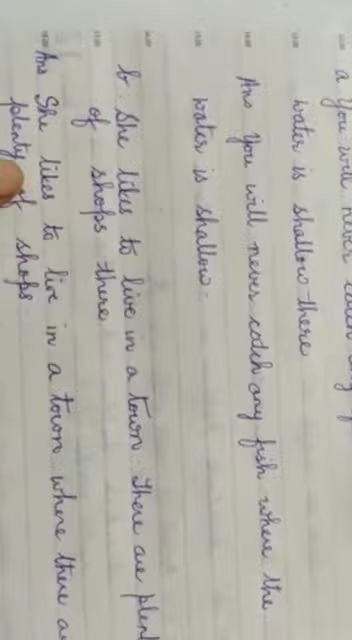 a. You will never catch any
water is shallow there
Ans You will never catch any fish where the
water is shallow.
b. She likes to live in a town. There are
of shops there.
Ans She likes to live in a town where there
plenty of shops